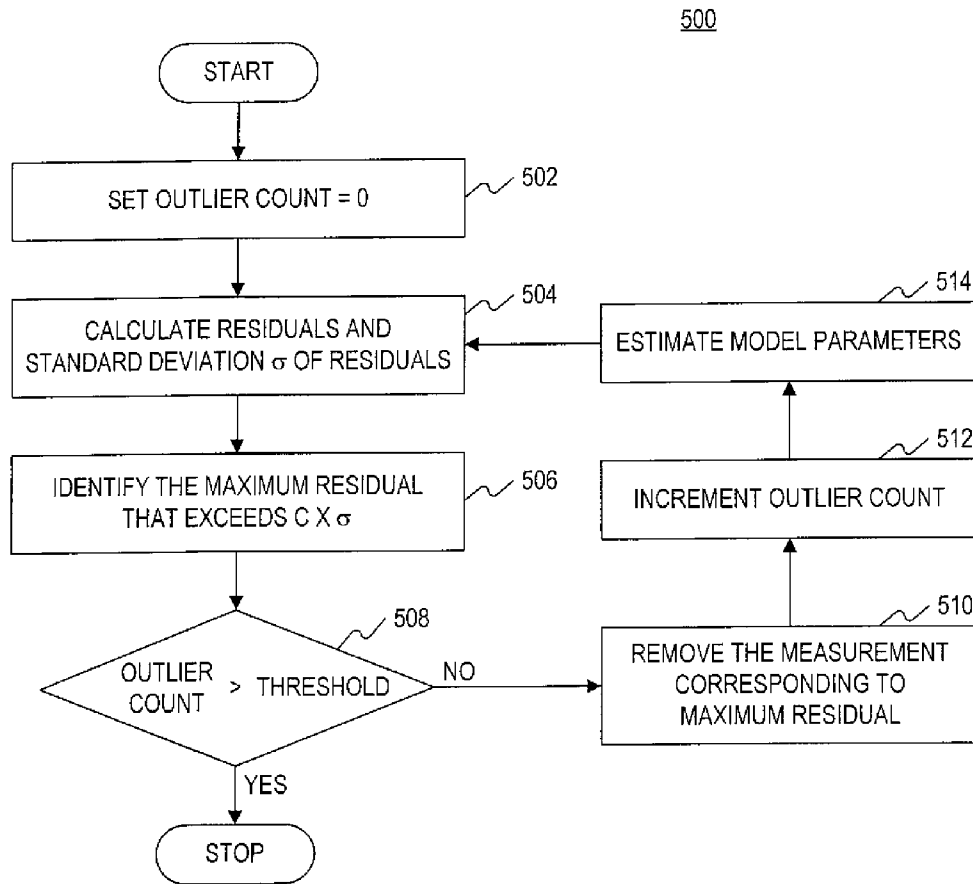 500
START
SET OUTLIER COUNT = 0
502
CALCULATE RESIDUALS AND
STANDARD DEVIATION σ OF RESIDUALS
504
IDENTIFY THE MAXIMUM RESIDUAL
THAT EXCEEDS C X σ
506
OUTLIER
COUNT > THRESHOLD
508
NO
YES
STOP
REMOVE THE MEASUREMENT
CORRESPONDING TO
MAXIMUM RESIDUAL
510
INCREMENT OUTLIER COUNT
512
ESTIMATE MODEL PARAMETERS
514